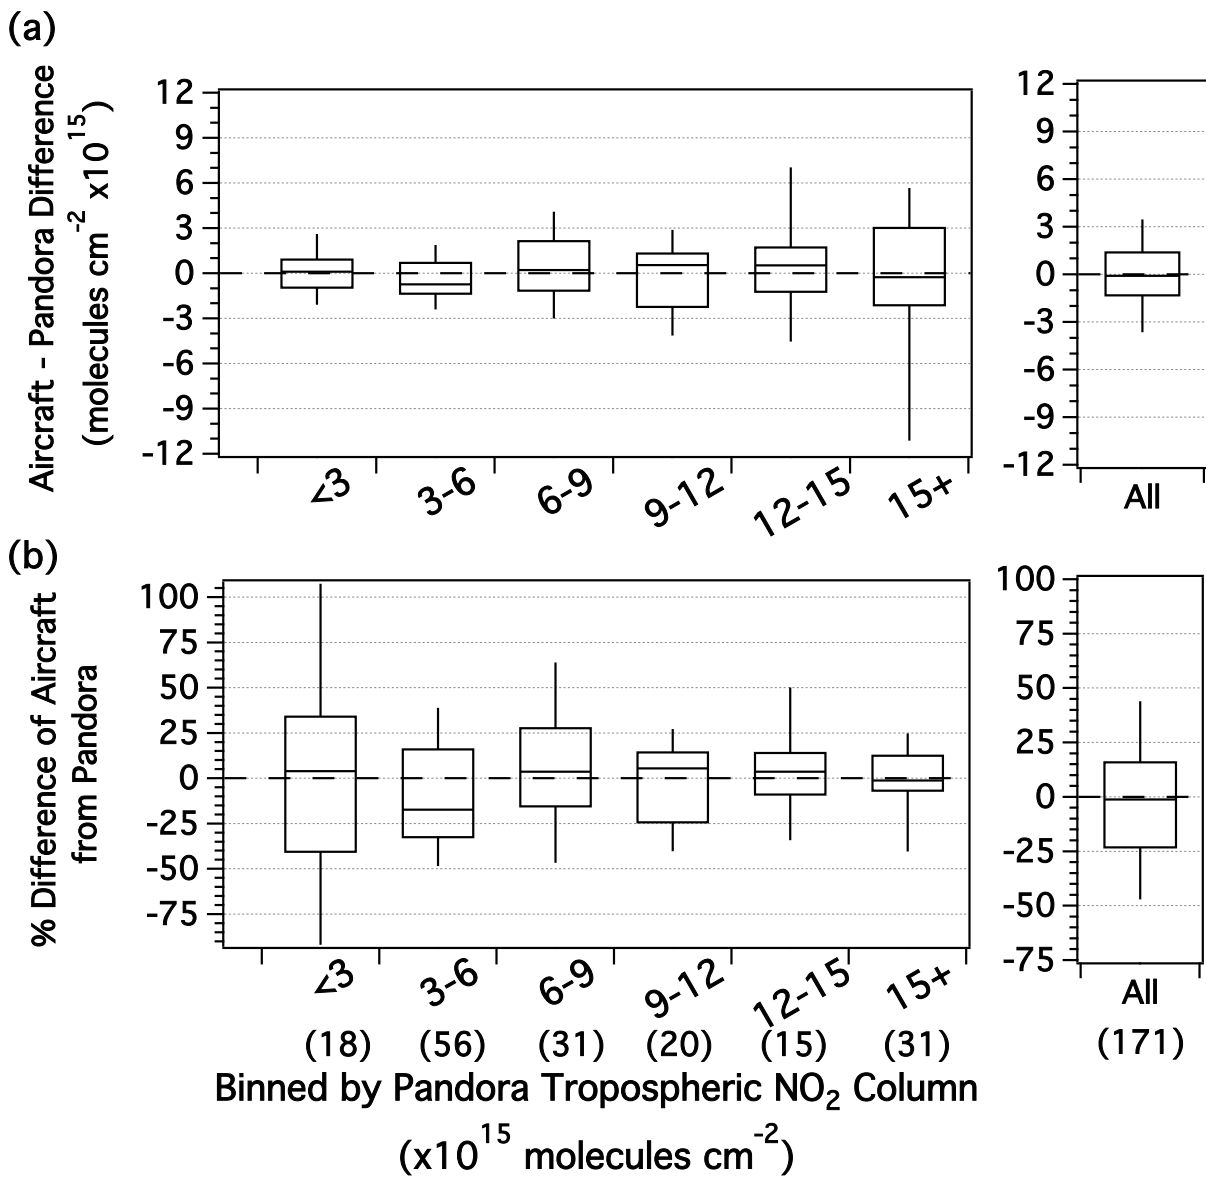 (a)
Aircraft - Pandora Difference
(molecules cm⁻² x10¹⁵)
12
9
6
3
0
-3
-6
-9
-12
<3 3-6 6-9 9-12 12-15 15+
12
9
6
3
0
-3
-6
-9
-12
All
(b)
% Difference of Aircraft
from Pandora
100
75
50
25
0
-25
-50
-75
<3 3-6 6-9 9-12 12-15 15+
(18) (56) (31) (20) (15) (31)
100
75
50
25
0
-25
-50
-75
All
(171)
Binned by Pandora Tropospheric NO₂ Column
(x10¹⁵ molecules cm⁻²)